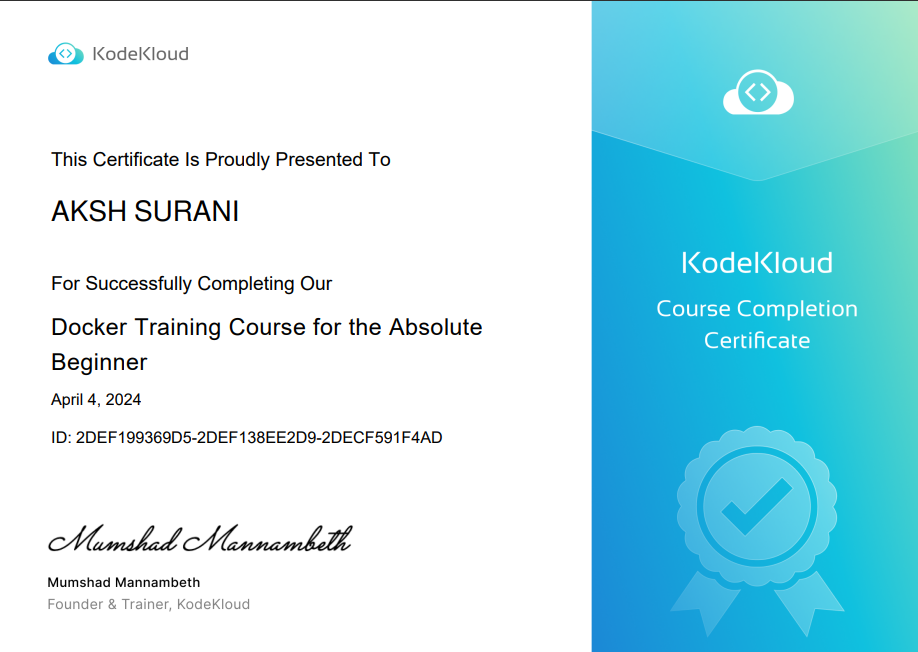 KodeKloud
This Certificate Is Proudly Presented To
AKSH SURANI
For Successfully Completing Our
Docker Training Course for the Absolute
Beginner
April 4, 2024
ID: 2DEF199369D5-2DEF138EE2D9-2DECF591F4AD
Mumshad Mannambeth
Mumshad Mannambeth
Founder & Trainer, KodeKloud
KodeKloud
Course Completion
Certificate